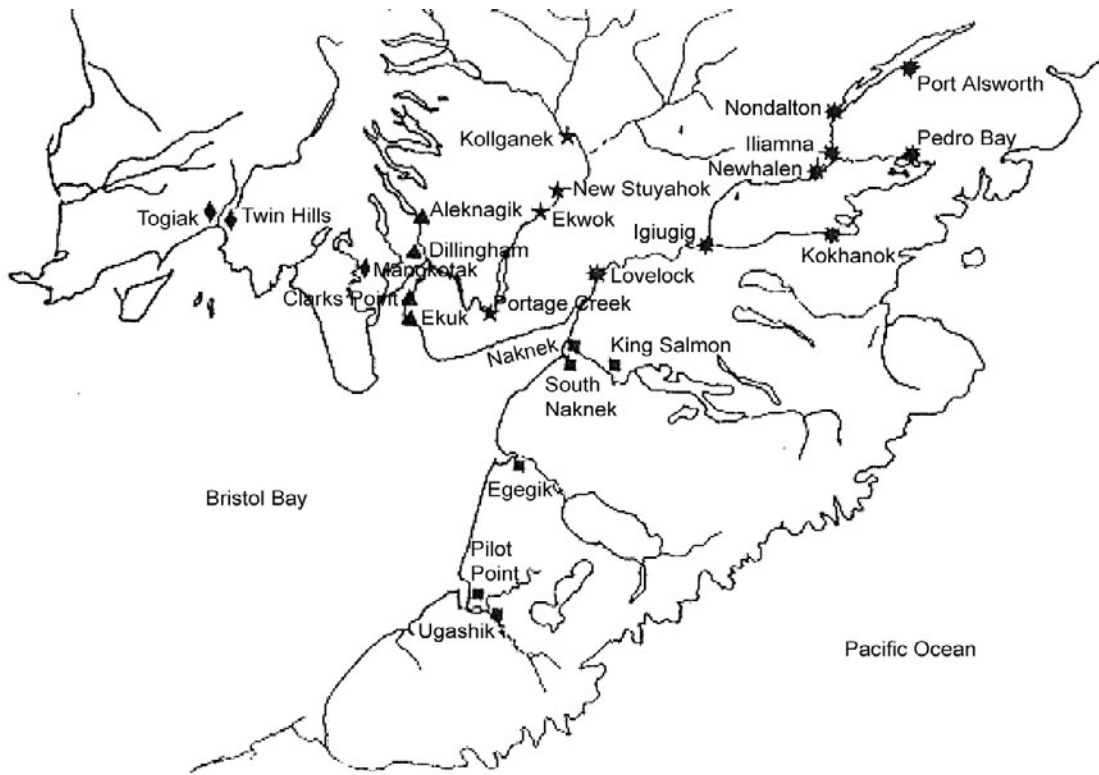 Port Alsworth
Nondalton
Kollganek
Iliamna
Pedro Bay
Newhalen
New Stuyahok
Togiak
Twin Hills
Aleknagik
Ekwok
Igiugig
Kokhanok
Dillingham
Manokotak
Lovelock
Clarks Point
Portage Creek
Ekuk
Naknek
King Salmon
South
Naknek
Egegik
Bristol Bay
Pilot
Point
Ugashik
Pacific Ocean